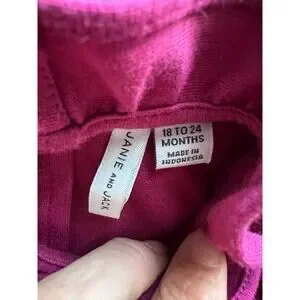 JANIE AND JACK
18 TO 24
MONTHS
MADE IN
INDONESIA